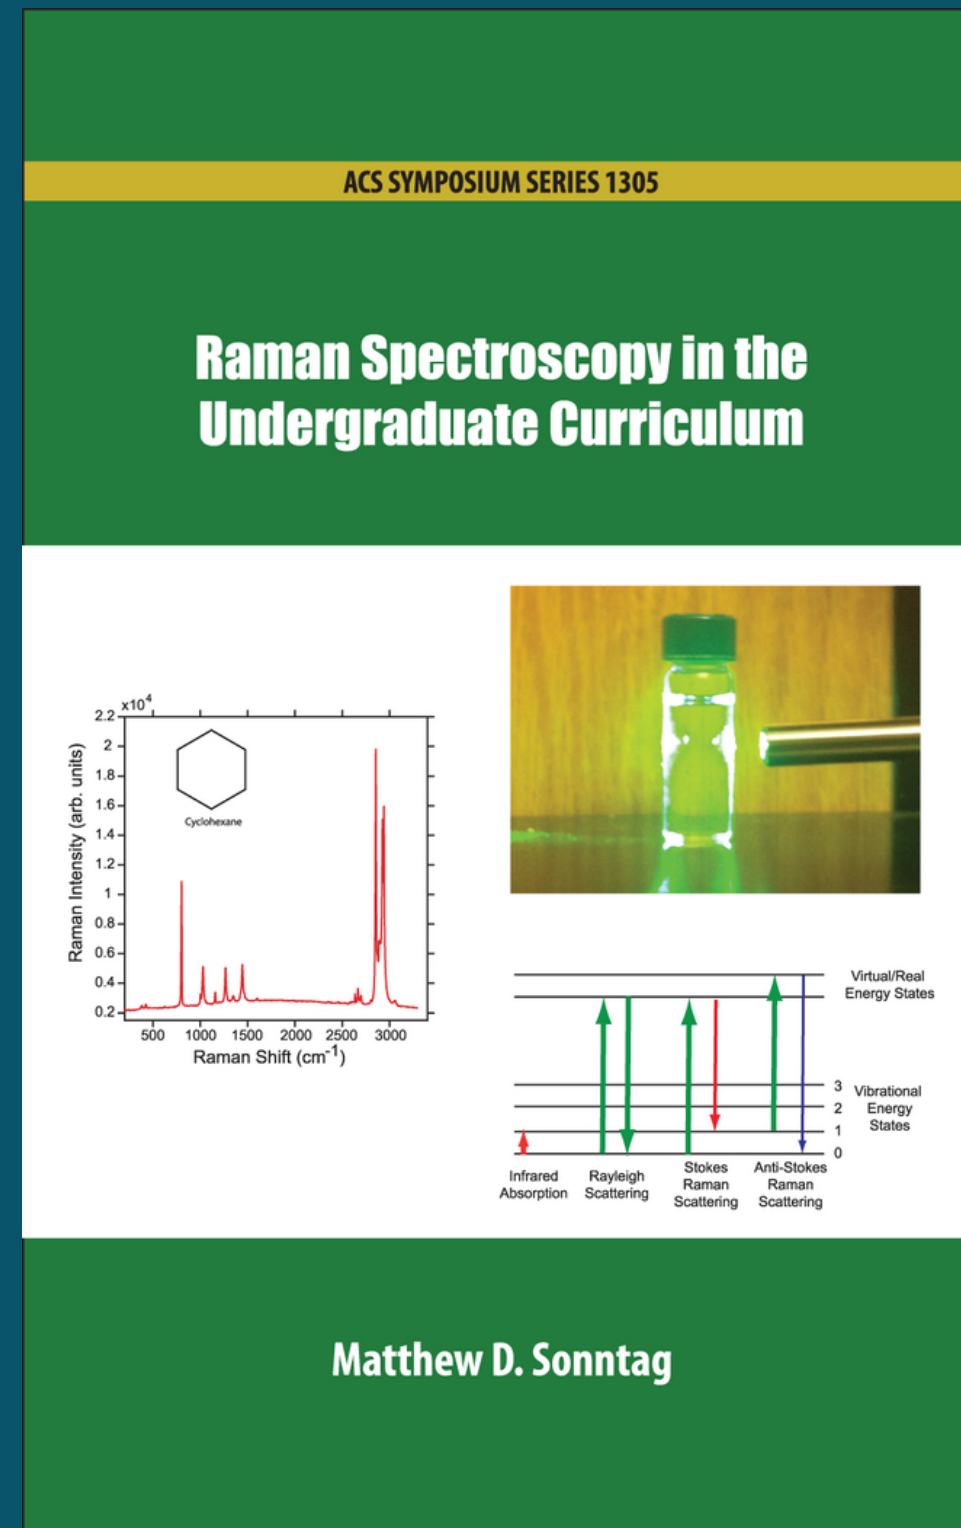 ACS SYMPOSIUM SERIES 1305
Raman Spectroscopy in the
Undergraduate Curriculum
x10⁴
2.2
2
1.8
1.6
1.4
1.2
1
0.8
0.6
0.4
0.2
Raman Intensity (arb. units)
Cyclohexane
500 1000 1500 2000 2500 3000
Raman Shift (cm⁻¹)
Virtual/Real
Energy States
3
2
1
0
Vibrational
Energy
States
Infrared
Absorption
Rayleigh
Scattering
Stokes
Raman
Scattering
Anti-Stokes
Raman
Scattering
Matthew D. Sonntag